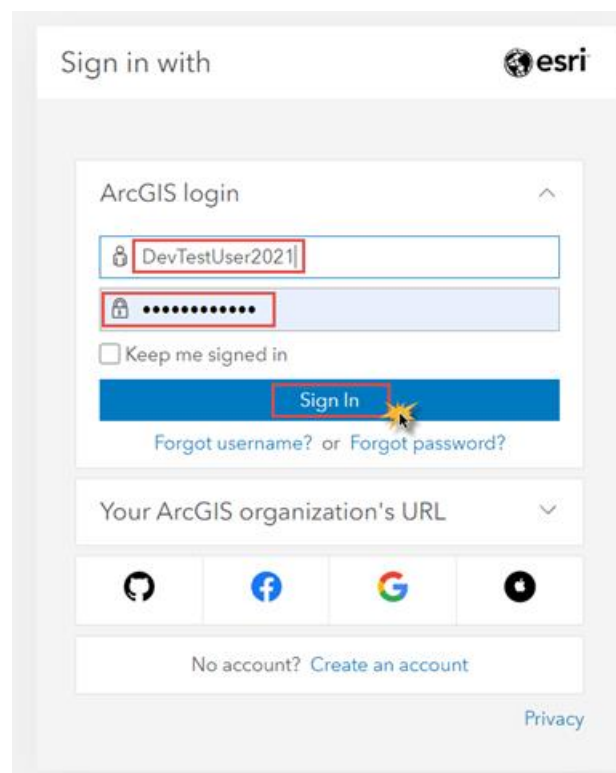 Sign in with
esri
ArcGIS login
DevTestUser2021
••••••••••••
Keep me signed in
Sign In
Forgot username? or Forgot password?
Your ArcGIS organization's URL
No account? Create an account
Privacy